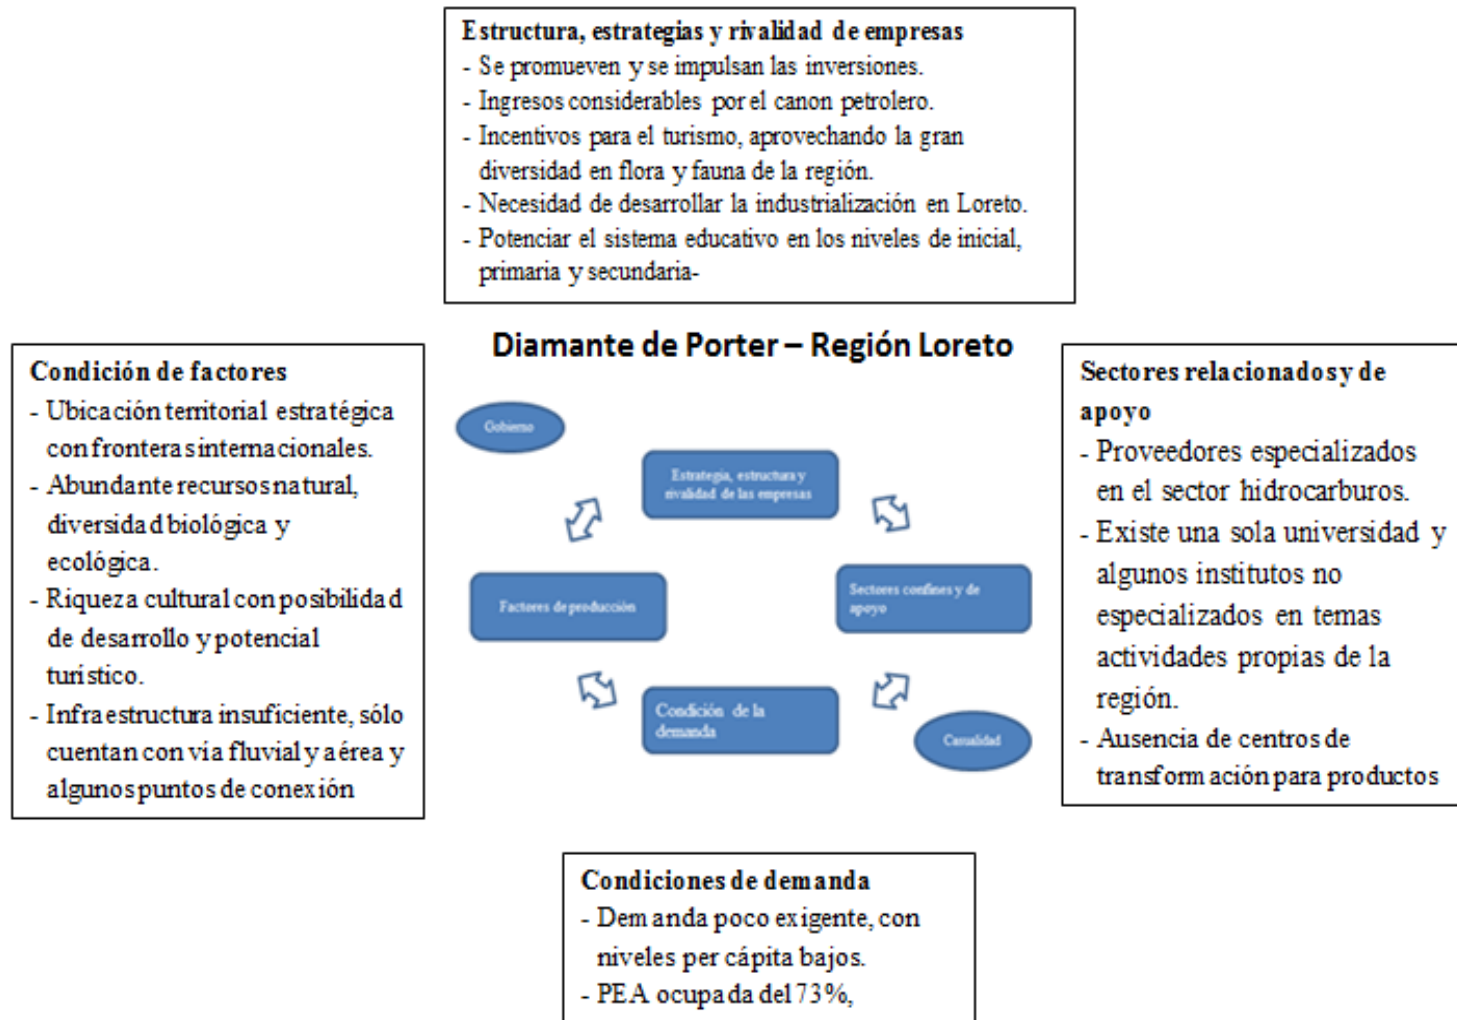 Estructura, estrategias y rivalidad de empresas
- Se promueven y se impulsan las inversiones.
- Ingresos considerables por el canon petrolero.
- Incentivos para el turismo, aprovechando la gran
diversidad en flora y fauna de la región.
- Necesidad de desarrollar la industrialización en Loreto.
- Potenciar el sistema educativo en los niveles de inicial,
primaria y secundaria-
Diamante de Porter – Región Loreto
Condición de factores
- Ubicación territorial estratégica
con fronteras internacionales.
- Abundante recursos natural,
diversidad biológica y
ecológica.
- Riqueza cultural con posibilidad
de desarrollo y potencial
turístico.
- Infraestructura insuficiente, sólo
cuentan con vía fluvial y aérea y
algunos puntos de conexión
Gobierno
Estrategia, estructura y
rivalidad de las empresas
Factores de producción
Sectores confines y de
apoyo
Condición de la
demanda
Casualidad
Sectores relacionados y de
apoyo
- Proveedores especializados
en el sector hidrocarburos.
- Existe una sola universidad y
algunos institutos no
especializados en temas
actividades propias de la
región.
- Ausencia de centros de
transformación para productos
Condiciones de demanda
- Demanda poco exigente, con
niveles per cápita bajos.
- PEA ocupada del 73%,